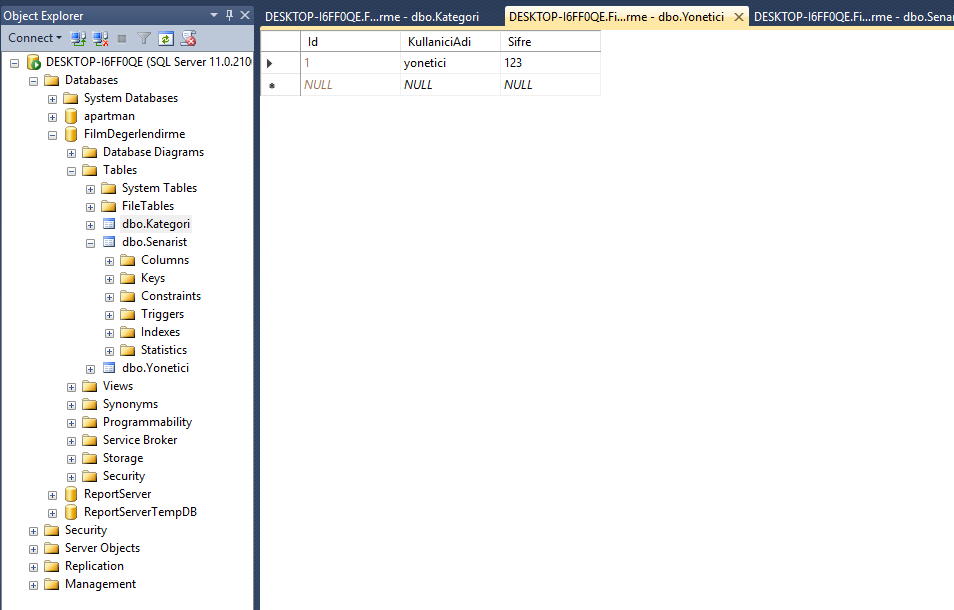 Object Explorer
Connect
DESKTOP-I6FF0QE (SQL Server 11.0.210
Databases
System Databases
apartman
FilmDegerlendirme
Database Diagrams
Tables
System Tables
FileTables
dbo.Kategori
dbo.Senarist
Columns
Keys
Constraints
Triggers
Indexes
Statistics
dbo.Yonetici
Views
Synonyms
Programmability
Service Broker
Storage
Security
ReportServer
ReportServerTempDB
Security
Server Objects
Replication
Management
DESKTOP-I6FF0QE.F...rme - dbo.Kategori DESKTOP-I6FF0QE.Fi...rme - dbo.Yonetici DESKTOP-I6FF0QE.Fi...rme - dbo.Senar
Id KullaniciAdi Sifre
1 yonetici 123
NULL NULL NULL